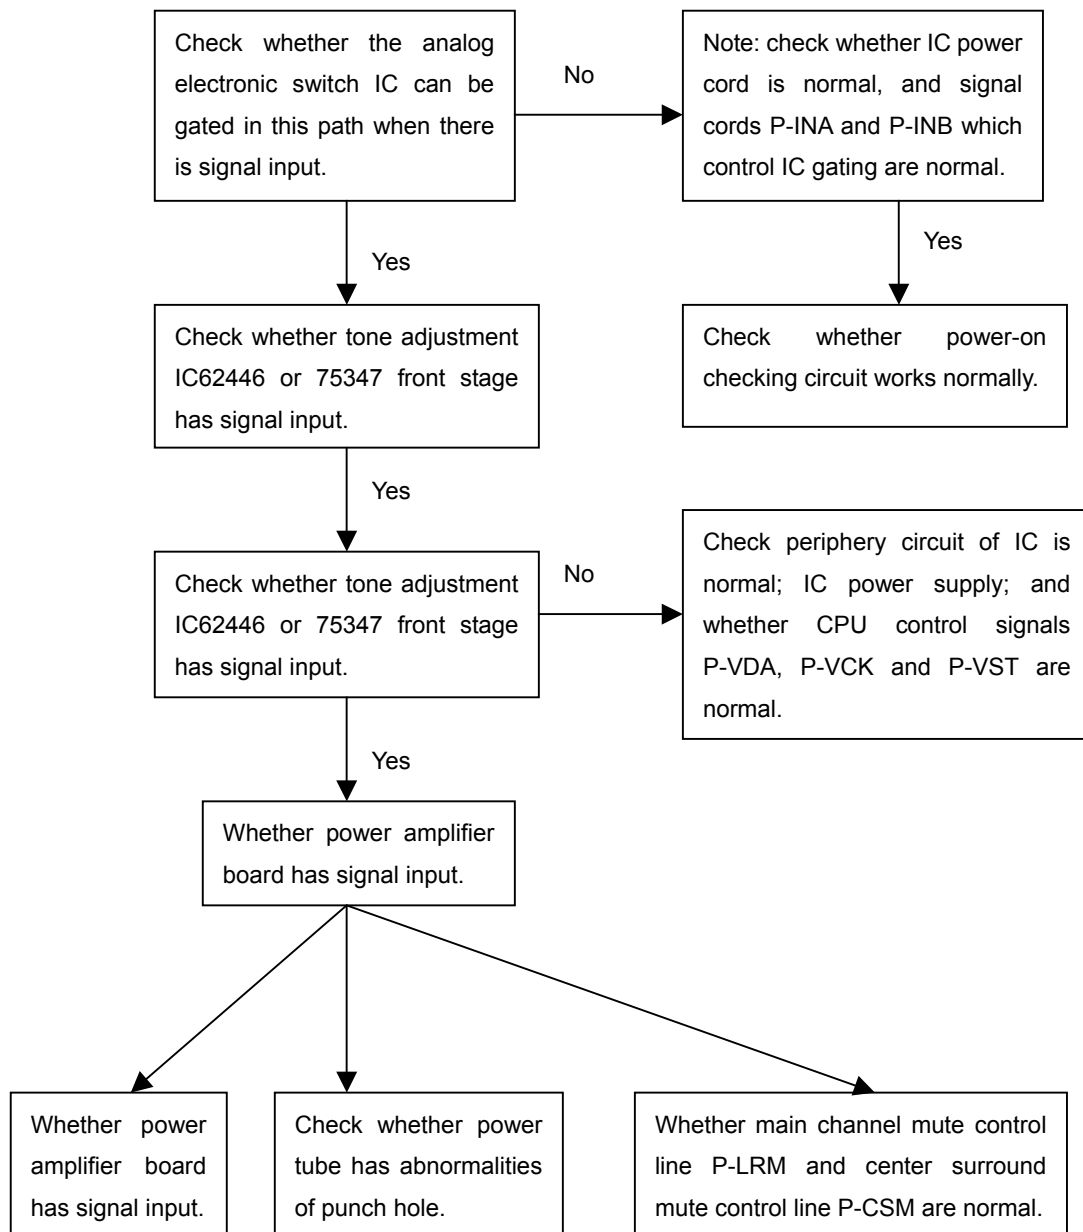 Check whether the analog
electronic switch IC can be
gated in this path when there
is signal input.
No
Note: check whether IC power
cord is normal, and signal
cords P-INA and P-INB which
control IC gating are normal.
Yes
Yes
Check whether tone adjustment
IC62446 or 75347 front stage
has signal input.
Check whether power-on
checking circuit works normally.
Yes
Check whether tone adjustment
IC62446 or 75347 front stage
has signal input.
No
Check periphery circuit of IC is
normal; IC power supply; and
whether CPU control signals
P-VDA, P-VCK and P-VST are
normal.
Yes
Whether power amplifier
board has signal input.
Whether power
amplifier board
has signal input.
Check whether power
tube has abnormalities
of punch hole.
Whether main channel mute control
line P-LRM and center surround
mute control line P-CSM are normal.